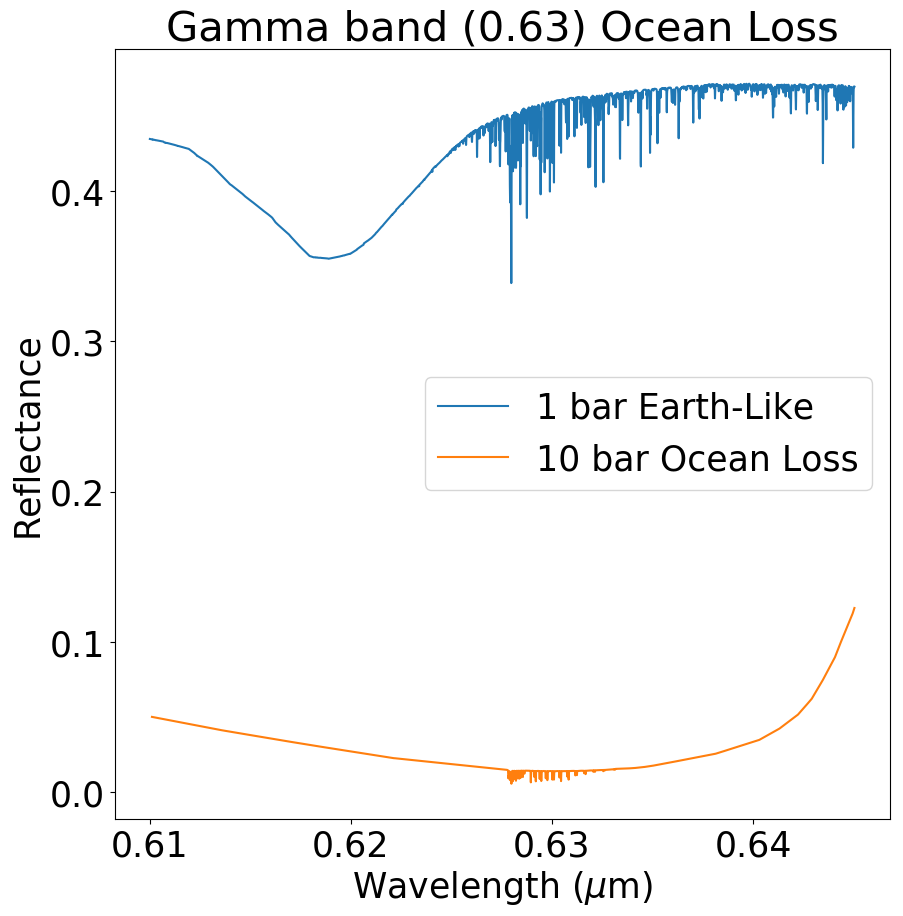 Gamma band (0.63) Ocean Loss
0.4
0.3
0.2
0.1
0.0
Reflectance
1 bar Earth-Like
10 bar Ocean Loss
0.61 0.62 0.63 0.64
Wavelength (μm)